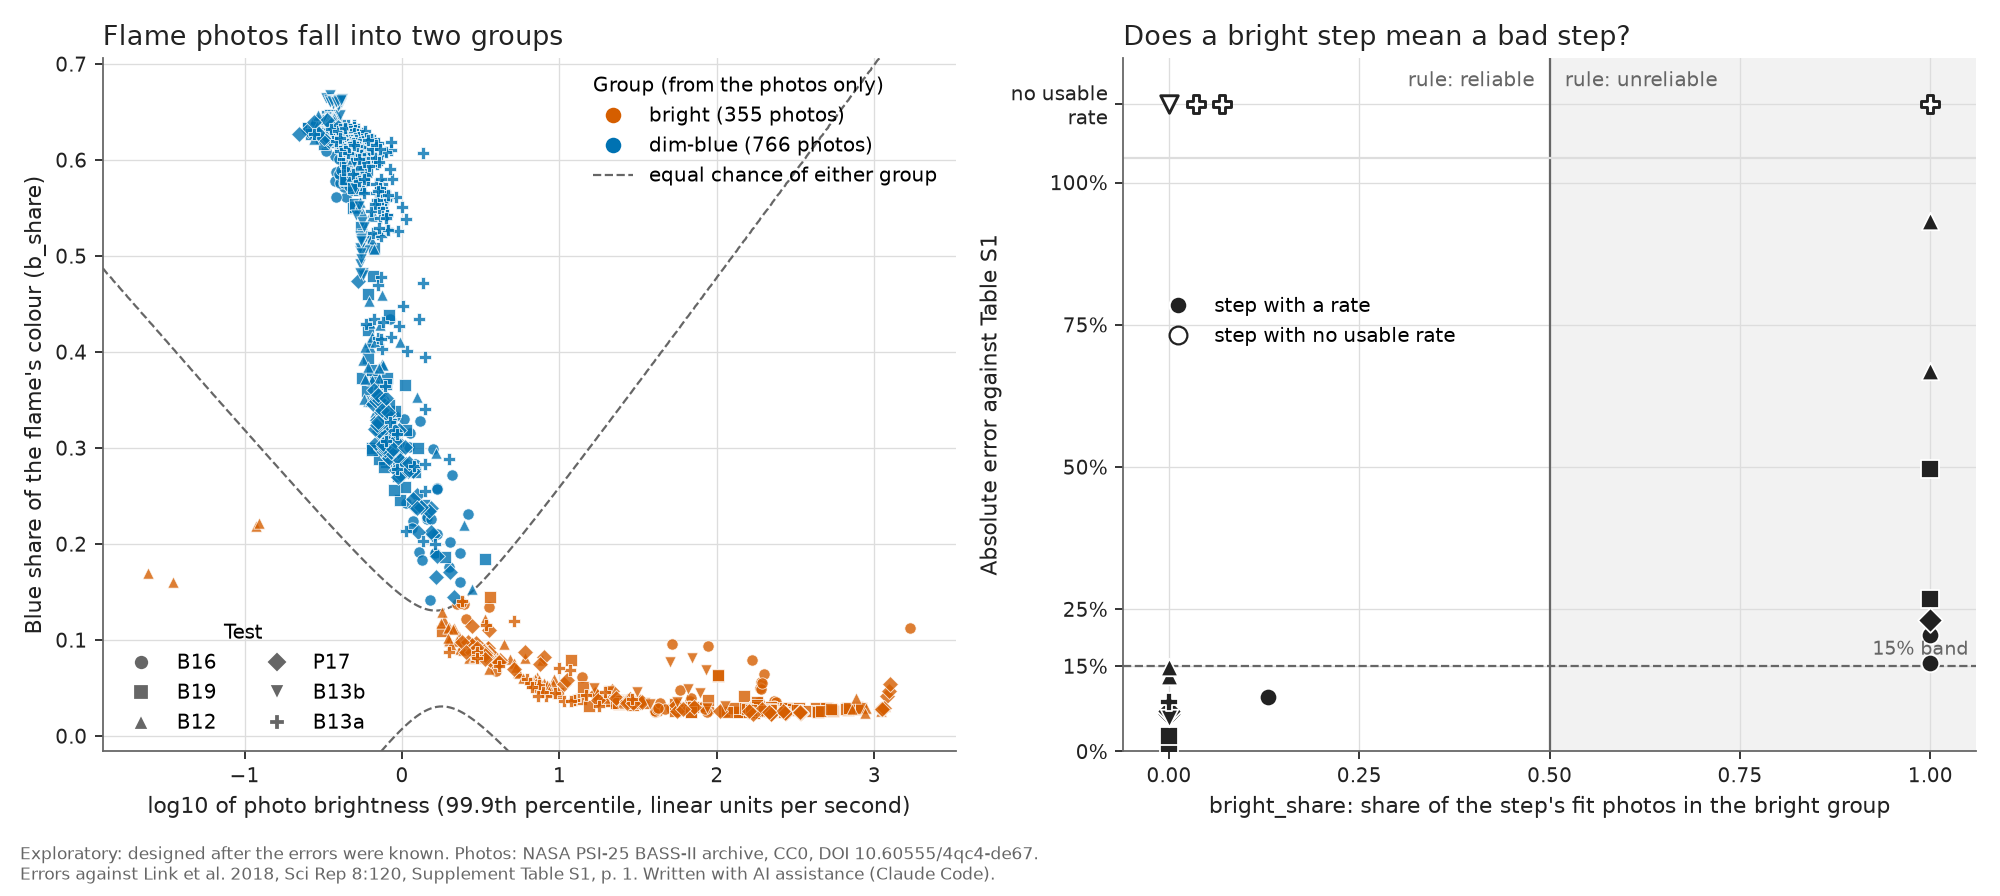 Flame photos fall into two groups
Blue share of the flame's colour (b_share)
0.7
0.6
0.5
0.4
0.3
0.2
0.1
0.0
Group (from the photos only)
bright (355 photos)
dim-blue (766 photos)
equal chance of either group
Test
B16
P17
B19
B13b
B12
B13a
−1
0
1
2
3
log10 of photo brightness (99.9th percentile, linear units per second)
Does a bright step mean a bad step?
Absolute error against Table S1
no usable
rate
100%
75%
50%
25%
15%
0%
rule: reliable
rule: unreliable
step with a rate
step with no usable rate
15% band
0.00
0.25
0.50
0.75
1.00
bright_share: share of the step's fit photos in the bright group
Exploratory: designed after the errors were known. Photos: NASA PSI-25 BASS-II archive, CC0, DOI 10.60555/4qc4-de67.
Errors against Link et al. 2018, Sci Rep 8:120, Supplement Table S1, p. 1. Written with AI assistance (Claude Code).